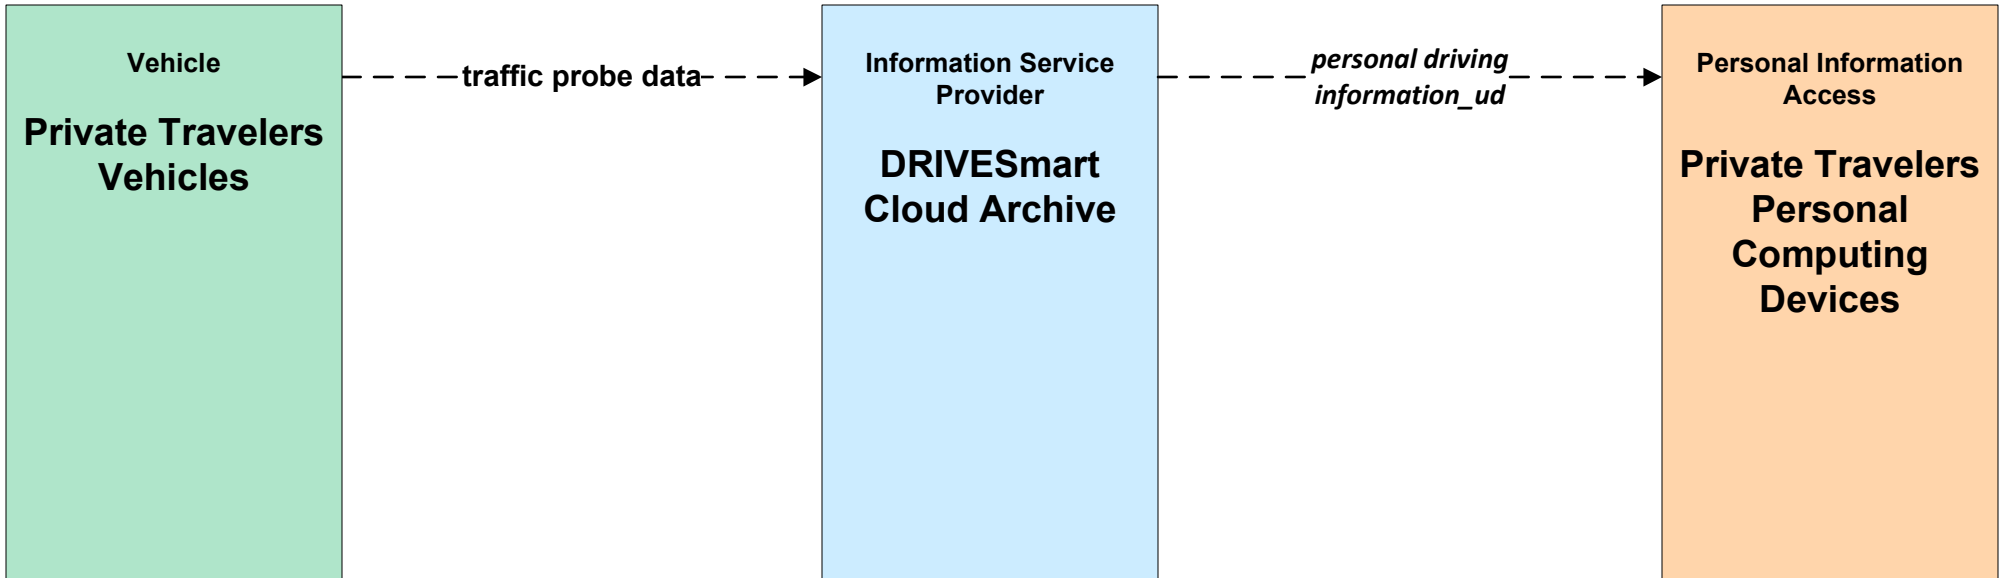 Vehicle
Private Travelers
Vehicles
traffic probe data
Information Service
Provider
DRIVESmart
Cloud Archive
personal driving
information_ud
Personal Information
Access
Private Travelers
Personal
Computing
Devices